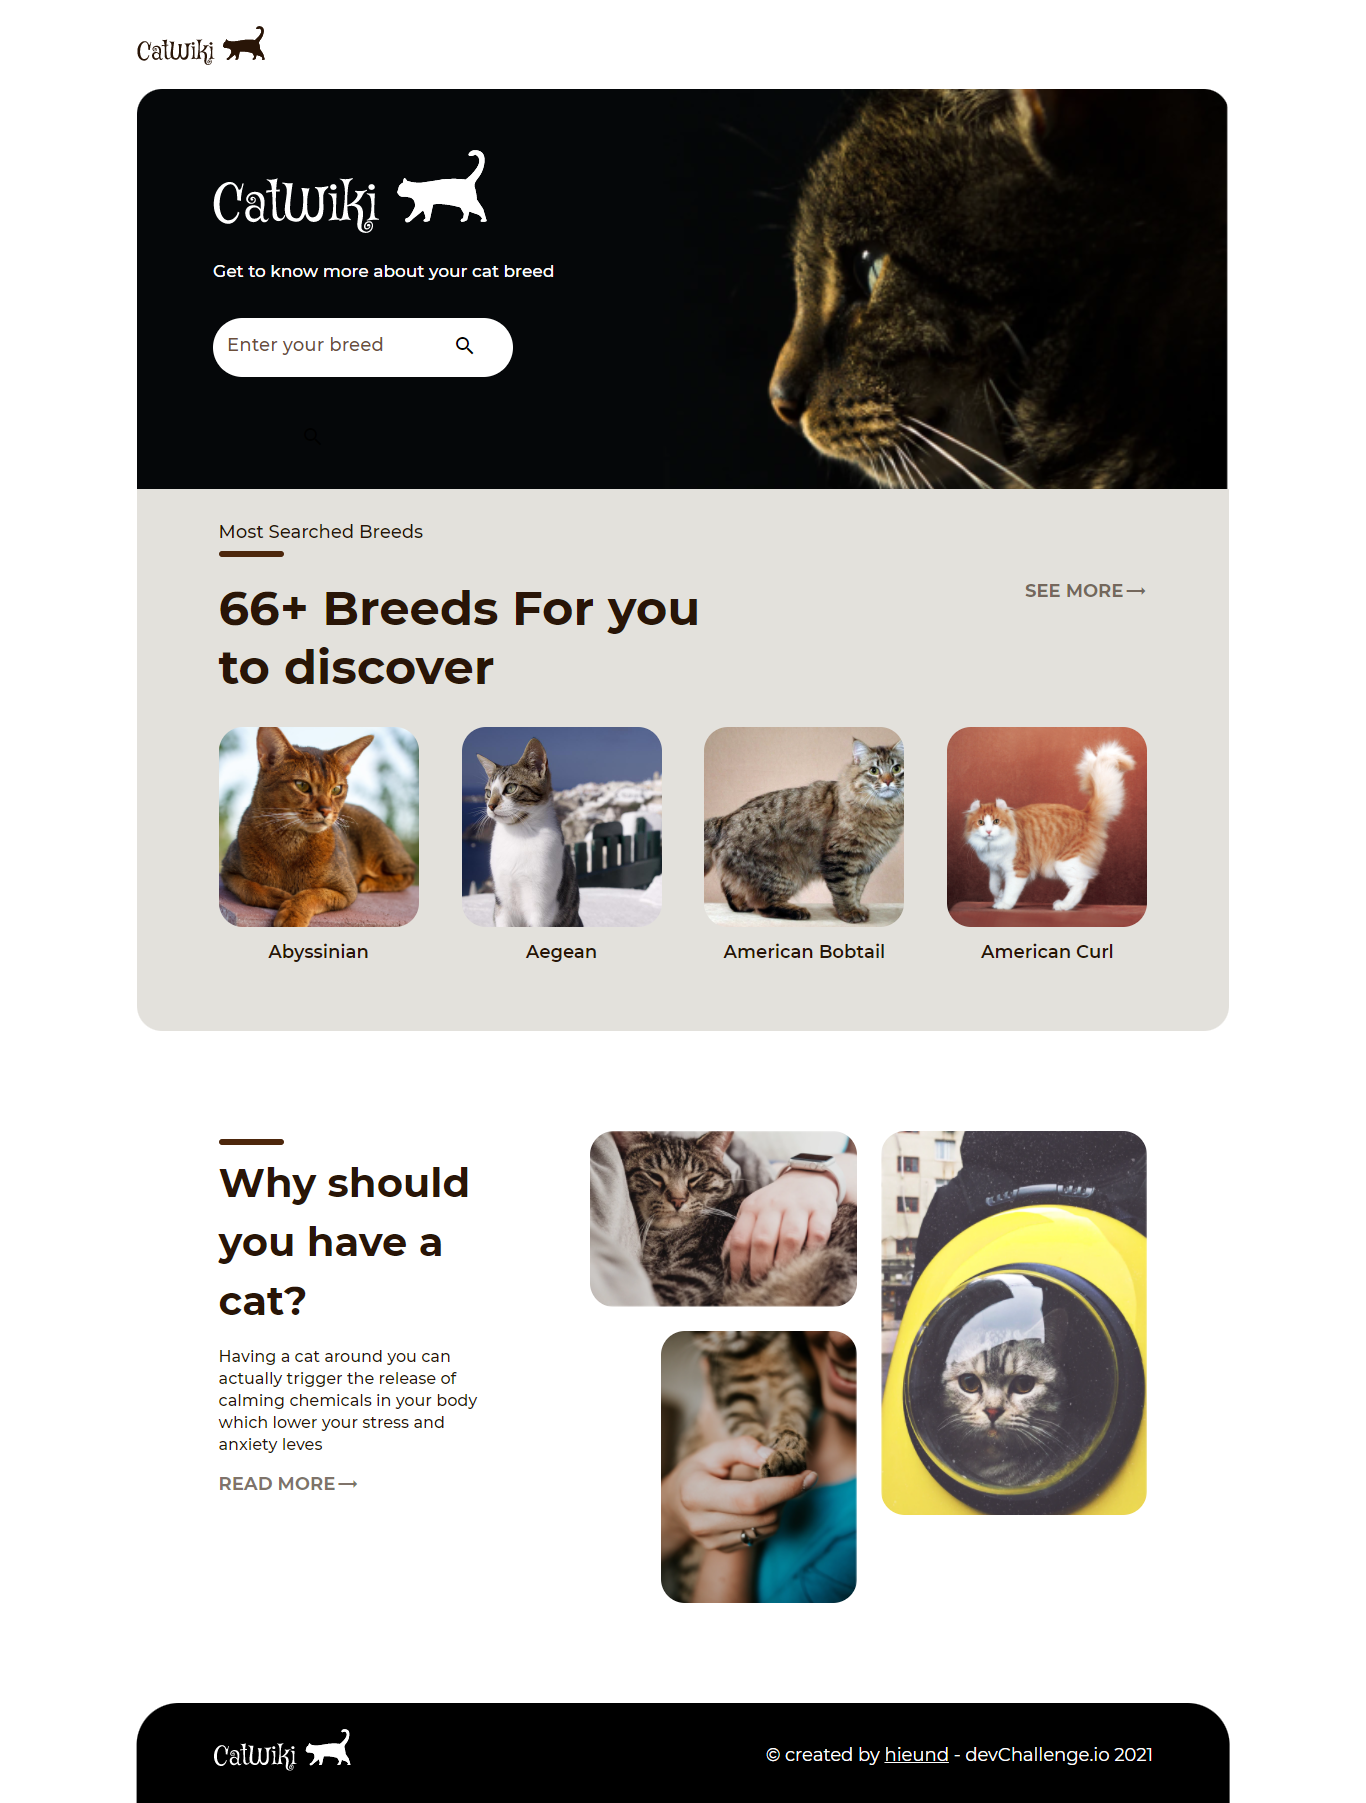 CatWiki
CatWiki
Get to know more about your cat breed
Enter your breed
Most Searched Breeds
66+ Breeds For you
to discover
SEE MORE
Abyssinian
Aegean
American Bobtail
American Curl
Why should
you have a
cat?
Having a cat around you can
actually trigger the release of
calming chemicals in your body
which lower your stress and
anxiety leves
READ MORE
CatWiki
© created by hieund - devChallenge.io 2021